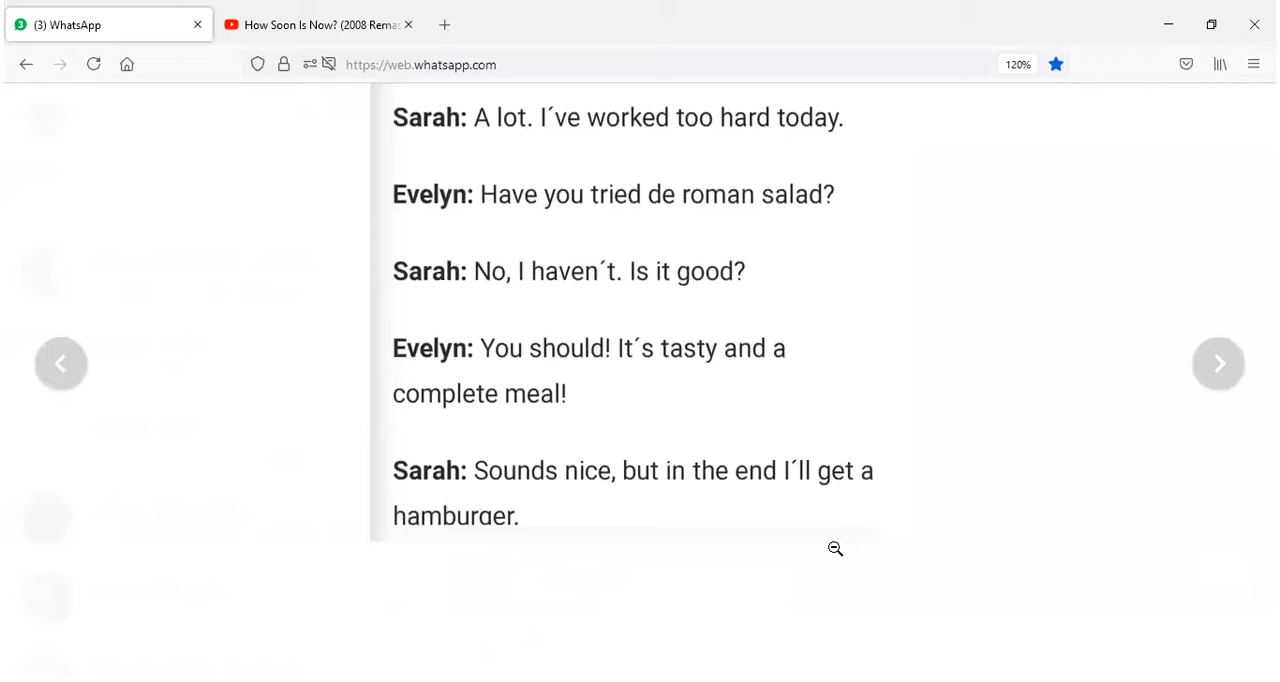 (3) WhatsApp
How Soon Is Now? (2008 Remas
https://web.whatsapp.com
120%
Sarah: A lot. I´ve worked too hard today.
Evelyn: Have you tried de roman salad?
Sarah: No, I haven´t. Is it good?
Evelyn: You should! It´s tasty and a
complete meal!
Sarah: Sounds nice, but in the end I´ll get a
hamburger.